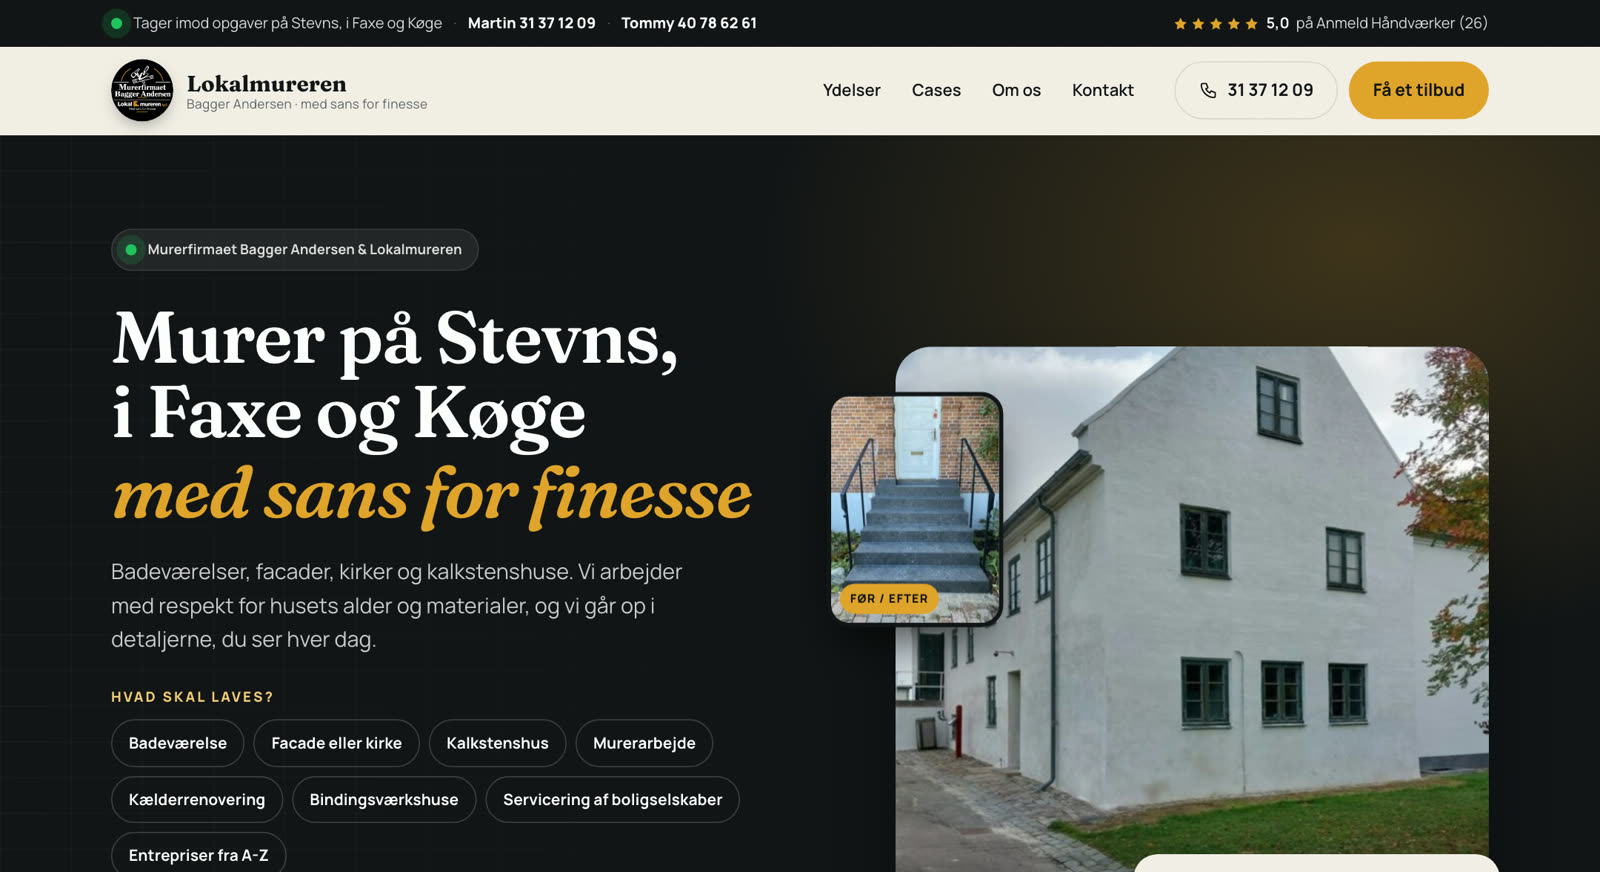 Tager imod opgaver på Stevns, i Faxe og Køge · Martin 31 37 12 09 · Tommy 40 78 62 61
5,0 på Anmeld Håndværker (26)
Murerfirmaet
Bagger Andersen
Lokalmureren
Bagger Andersen · med sans for finesse
Ydelser
Cases
Om os
Kontakt
31 37 12 09
Få et tilbud
Murerfirmaet Bagger Andersen & Lokalmureren
Murer på Stevns,
i Faxe og Køge
med sans for finesse
Badeværelser, facader, kirker og kalkstenshuse. Vi arbejder
med respekt for husets alder og materialer, og vi går op i
detaljerne, du ser hver dag.
HVAD SKAL LAVES?
Badeværelse
Facade eller kirke
Kalkstenshus
Murerarbejde
Kælderrenovering
Bindingsværkshuse
Servicering af boligselskaber
Entrepriser fra A-Z
FØR / EFTER